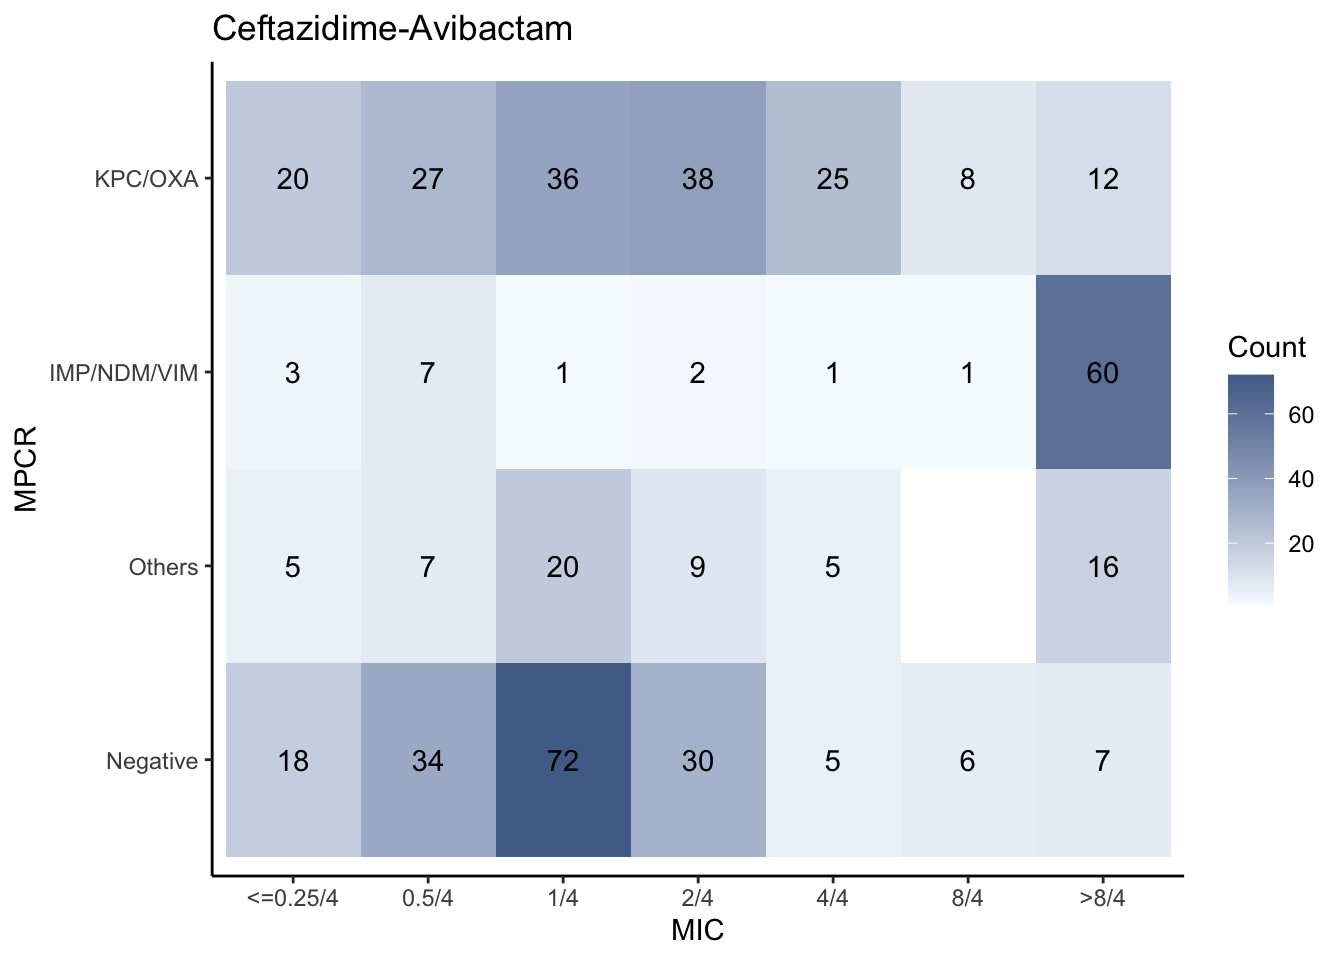 Ceftazidime-Avibactam
MPCR
KPC/OXA 20 27 36 38 25 8 12
IMP/NDM/VIM 3 7 1 2 1 1 60
Others 5 7 20 9 5 16
Negative 18 34 72 30 5 6 7
<=0.25/4 0.5/4 1/4 2/4 4/4 8/4 >8/4
MIC
Count
60
40
20